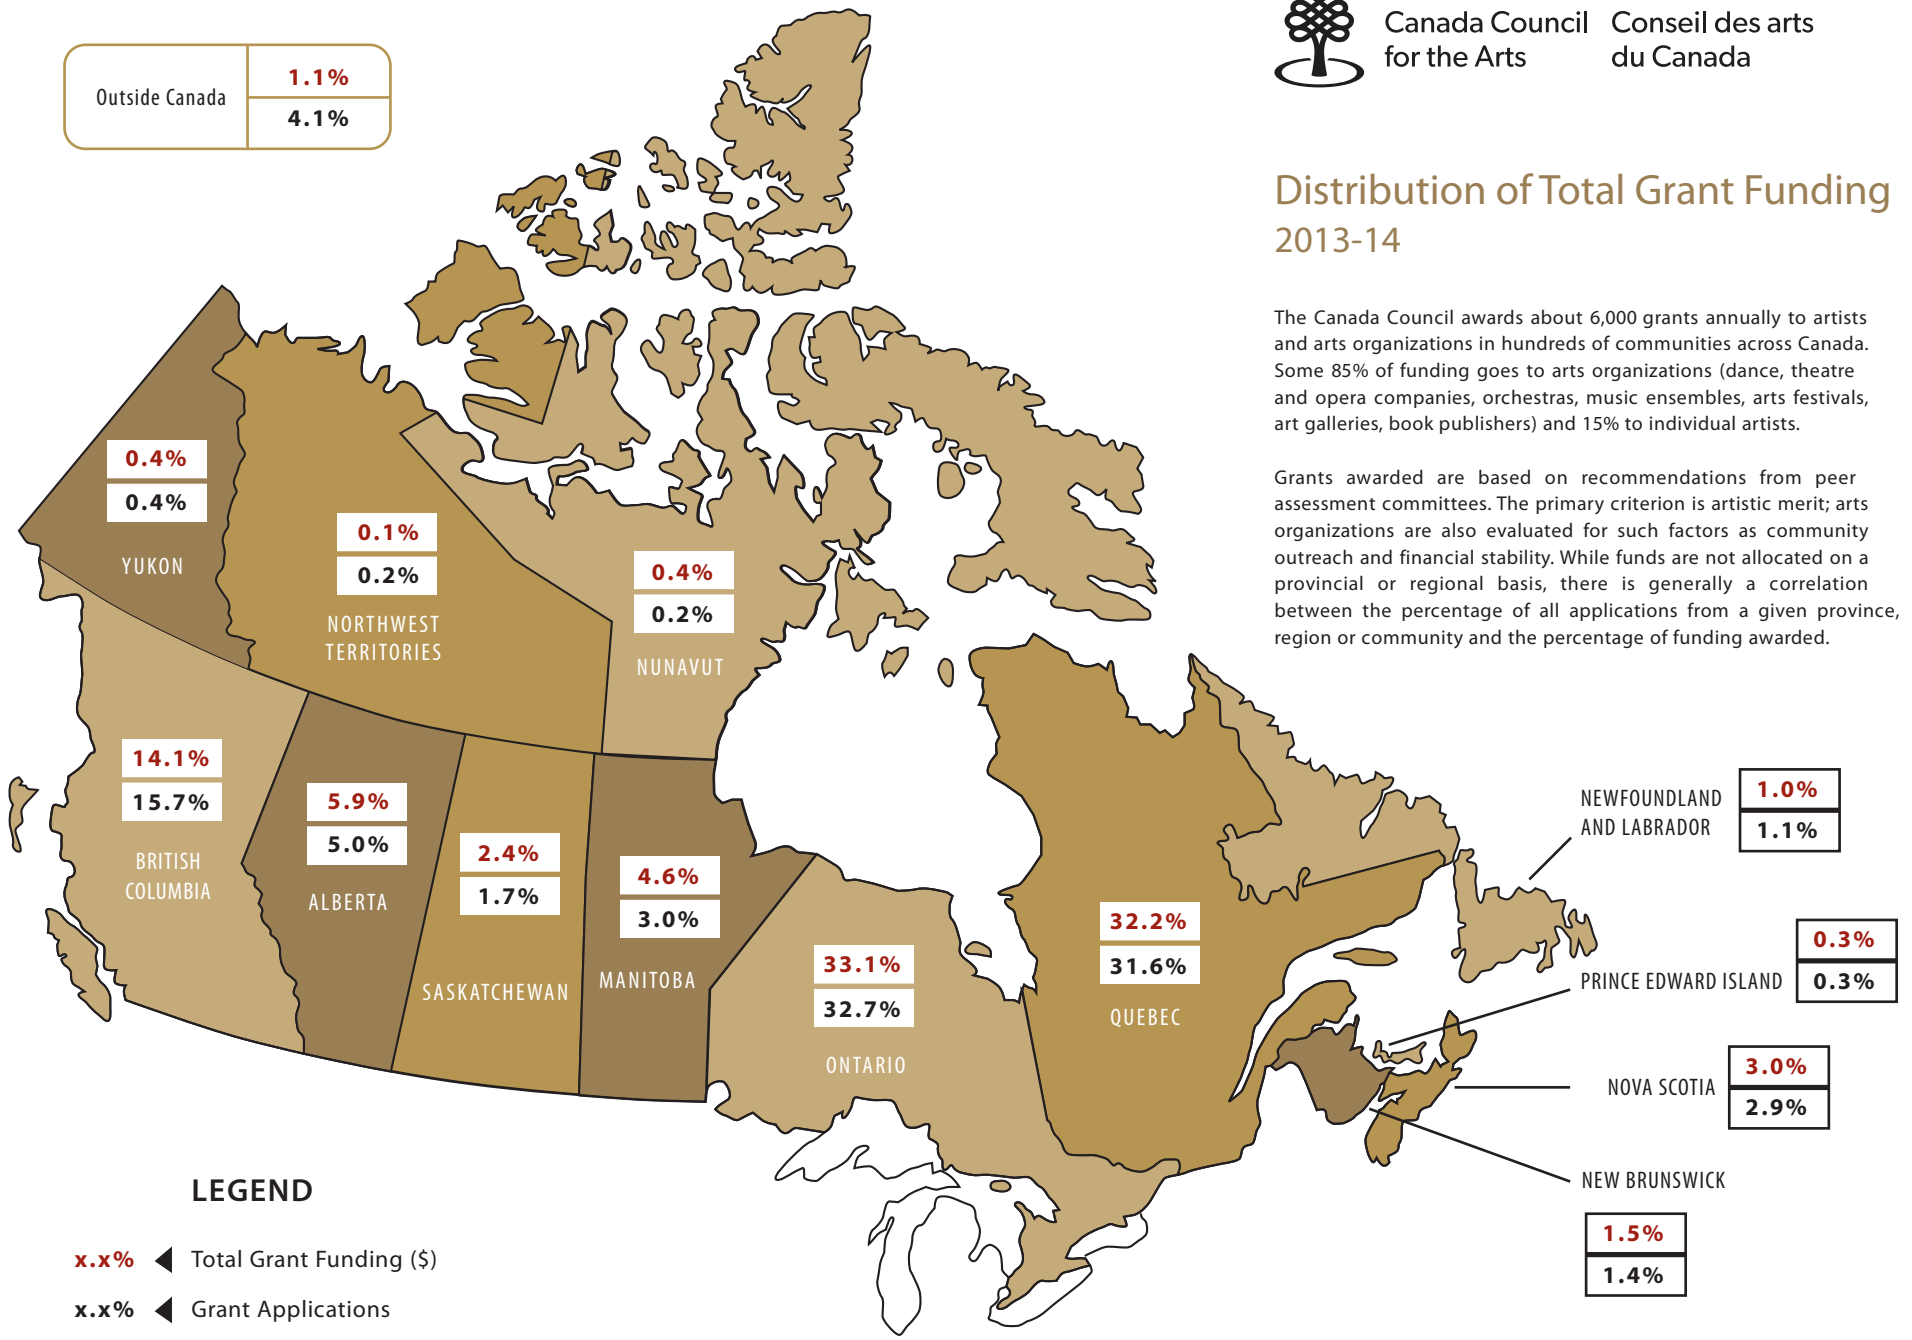 Canada Council
for the Arts
Conseil des arts
du Canada
Outside Canada
1.1%
4.1%
Distribution of Total Grant Funding
2013-14
The Canada Council awards about 6,000 grants annually to artists
and arts organizations in hundreds of communities across Canada.
Some 85% of funding goes to arts organizations (dance, theatre
and opera companies, orchestras, music ensembles, arts festivals,
art galleries, book publishers) and 15% to individual artists.
Grants awarded are based on recommendations from peer
assessment committees. The primary criterion is artistic merit; arts
organizations are also evaluated for such factors as community
outreach and financial stability. While funds are not allocated on a
provincial or regional basis, there is generally a correlation
between the percentage of all applications from a given province,
region or community and the percentage of funding awarded.
0.4%
0.4%
YUKON
0.1%
0.2%
NORTHWEST
TERRITORIES
0.4%
0.2%
NUNAVUT
14.1%
15.7%
BRITISH
COLUMBIA
5.9%
5.0%
ALBERTA
2.4%
1.7%
SASKATCHEWAN
4.6%
3.0%
MANITOBA
33.1%
32.7%
ONTARIO
32.2%
31.6%
QUEBEC
NEWFOUNDLAND
AND LABRADOR
1.0%
1.1%
PRINCE EDWARD ISLAND
0.3%
0.3%
NOVA SCOTIA
3.0%
2.9%
NEW BRUNSWICK
1.5%
1.4%
LEGEND
x.x% Total Grant Funding ($)
x.x% Grant Applications